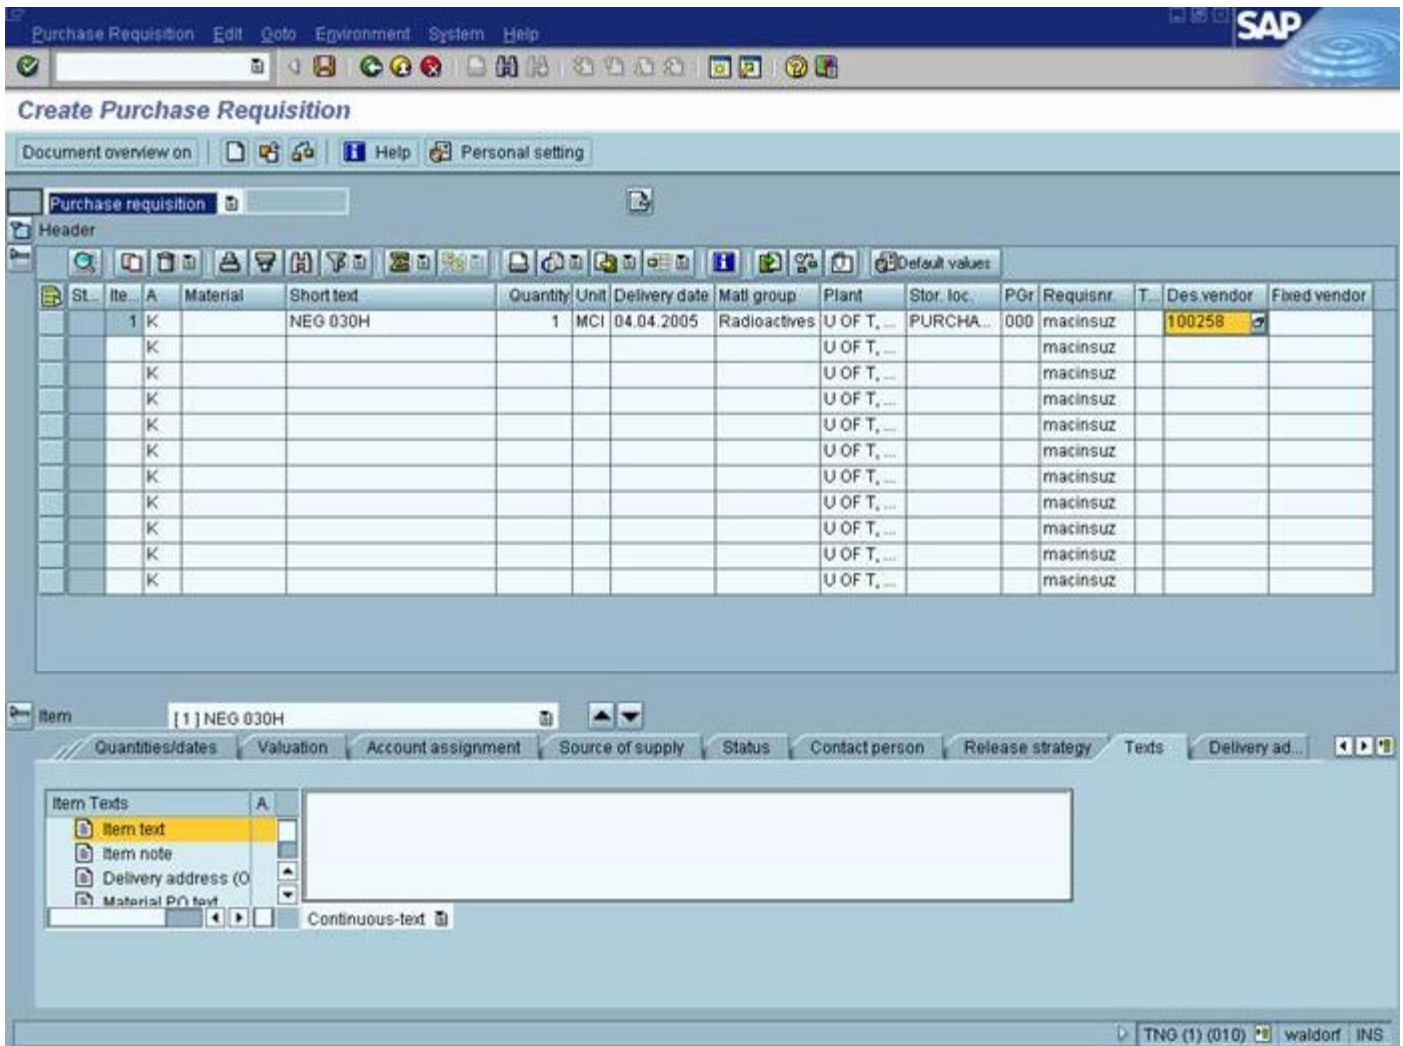 Purchase Requisition Edit Goto Environment System Help
SAP
Create Purchase Requisition
Document overview on Help Personal setting
Purchase requisition
Header
Default values
St... Ite... A Material Short text Quantity Unit Delivery date Matl group Plant Stor. loc. PGr Requisnr. T... Des.vendor Fixed vendor
1 K NEG 030H 1 MCI 04.04.2005 Radioactives U OF T, ... PURCHA... 000 macinsuz 100258
K U OF T, ... macinsuz
K U OF T, ... macinsuz
K U OF T, ... macinsuz
K U OF T, ... macinsuz
K U OF T, ... macinsuz
K U OF T, ... macinsuz
K U OF T, ... macinsuz
K U OF T, ... macinsuz
K U OF T, ... macinsuz
K U OF T, ... macinsuz
Item [ 1 ] NEG 030H
Quantities/dates Valuation Account assignment Source of supply Status Contact person Release strategy Texts Delivery ad...
Item Texts A
Item text
Item note
Delivery address (O
Material PO text
Continuous-text
TNG (1) (010) waldorf INS